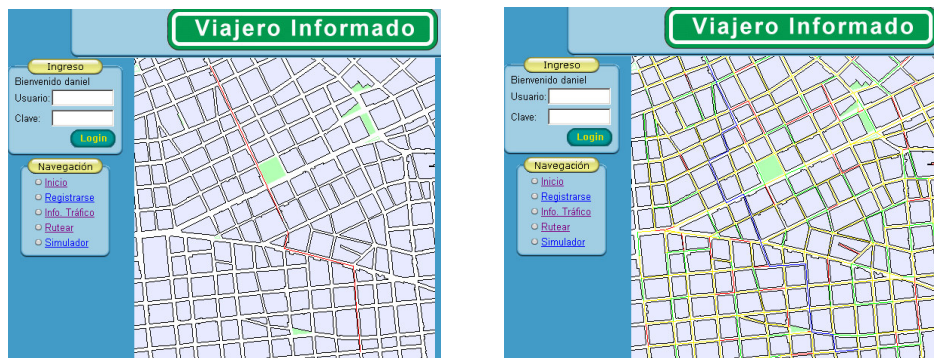 Viajero Informado
Ingreso
Bienvenido daniel
Usuario:
Clave:
Login
Navegación
Inicio
Registrarse
Info. Tráfico
Rutear
Simulador
Viajero Informado
Ingreso
Bienvenido daniel
Usuario:
Clave:
Login
Navegación
Inicio
Registrarse
Info. Tráfico
Rutear
Simulador